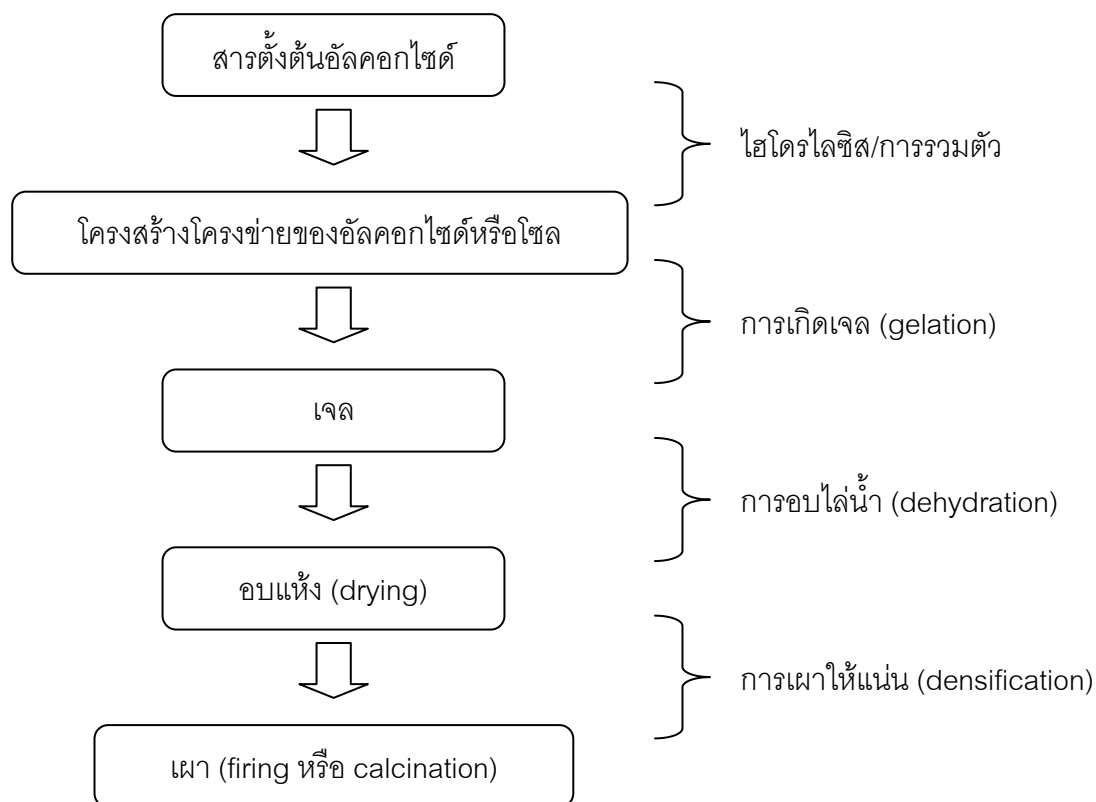 สารตั้งต้นอัลคอกไซด์
ไฮโดรไลซิส/การรวมตัว
โครงสร้างโครงข่ายของอัลคอกไซด์หรือโซล
การเกิดเจล (gelation)
เจล
การอบไล่น้ำ (dehydration)
อบแห้ง (drying)
การเผาให้แน่น (densification)
เผา (firing หรือ calcination)